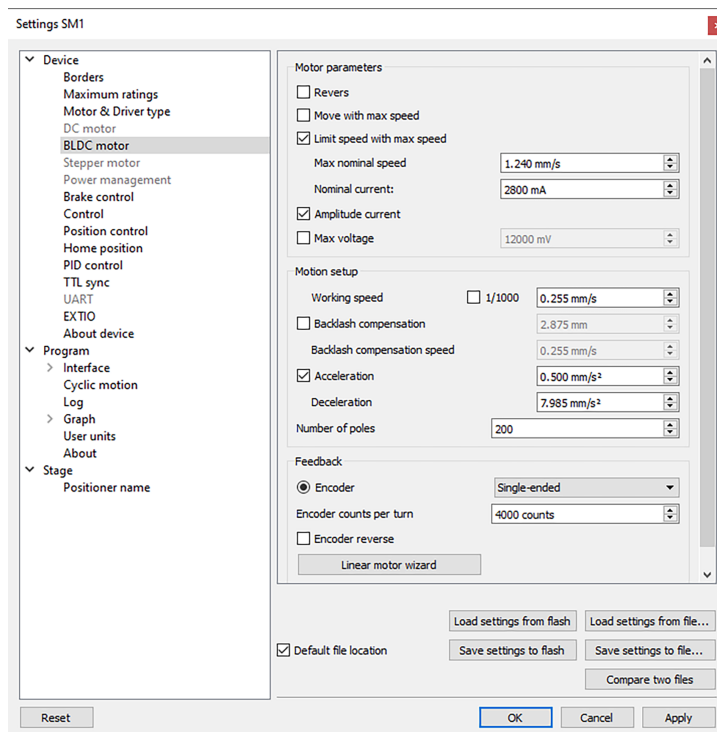 Settings SM1
Device
Borders
Maximum ratings
Motor & Driver type
DC motor
BLDC motor
Stepper motor
Power management
Brake control
Control
Position control
Home position
PID control
TTL sync
UART
EXTIO
About device
Program
Interface
Cyclic motion
Log
Graph
User units
About
Stage
Positioner name
Motor parameters
Revers
Move with max speed
Limit speed with max speed
Max nominal speed 1.240 mm/s
Nominal current: 2800 mA
Amplitude current
Max voltage 12000 mV
Motion setup
Working speed 1/1000 0.255 mm/s
Backlash compensation 2.875 mm
Backlash compensation speed 0.255 mm/s
Acceleration 0.500 mm/s²
Deceleration 7.985 mm/s²
Number of poles 200
Feedback
Encoder Single-ended
Encoder counts per turn 4000 counts
Encoder reverse
Linear motor wizard
Load settings from flash Load settings from file...
Default file location Save settings to flash Save settings to file...
Compare two files
Reset OK Cancel Apply